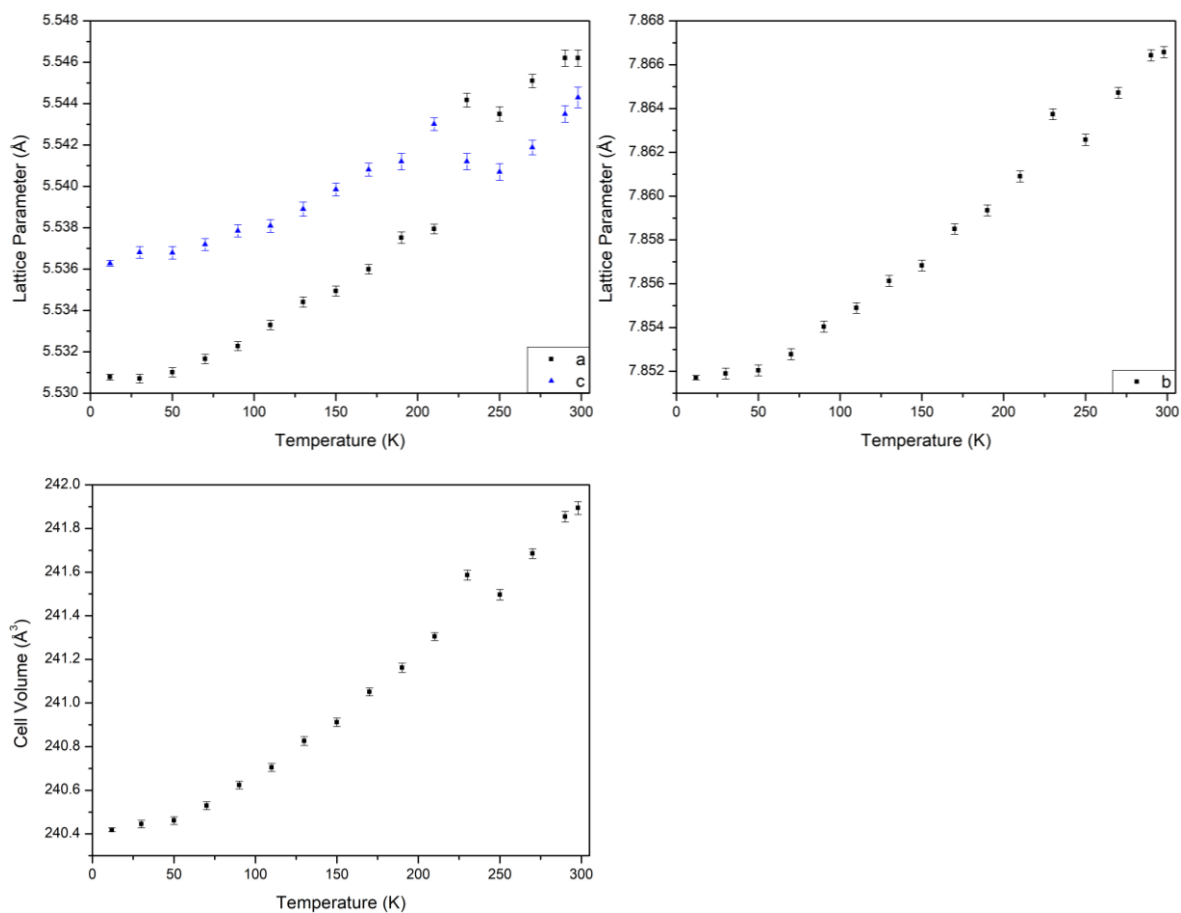 5.548
5.546
5.544
5.542
5.540
5.538
5.536
5.534
5.532
5.530
Lattice Parameter (Å)
a
c
0 50 100 150 200 250 300
Temperature (K)
7.868
7.866
7.864
7.862
7.860
7.858
7.856
7.854
7.852
Lattice Parameter (Å)
b
0 50 100 150 200 250 300
Temperature (K)
242.0
241.8
241.6
241.4
241.2
241.0
240.8
240.6
240.4
Cell Volume (Å³)
0 50 100 150 200 250 300
Temperature (K)